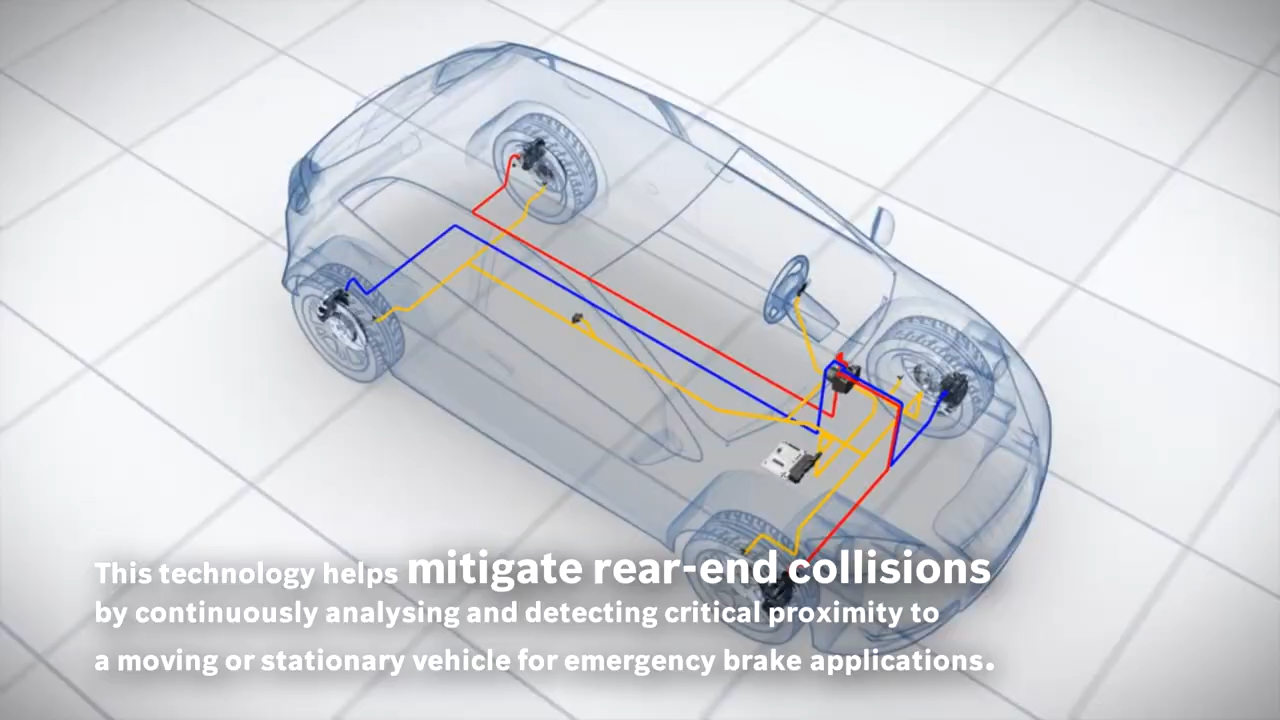 This technology helps mitigate rear-end collisions
by continuously analysing and detecting critical proximity to
a moving or stationary vehicle for emergency brake applications.